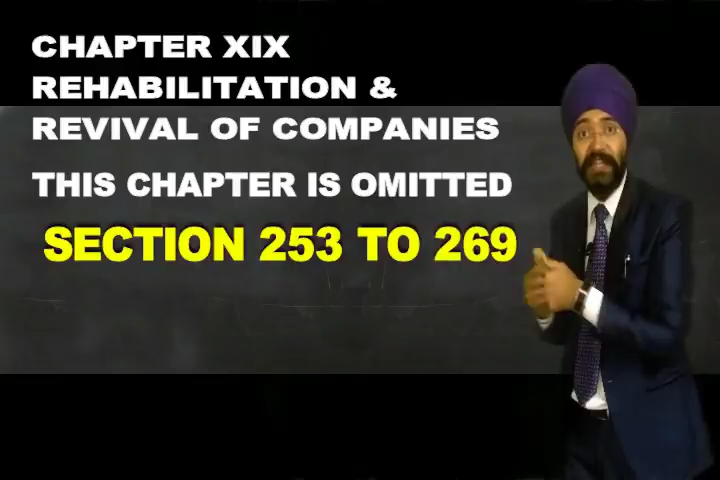 CHAPTER XIX
REHABILITATION &
REVIVAL OF COMPANIES
THIS CHAPTER IS OMITTED
SECTION 253 TO 269